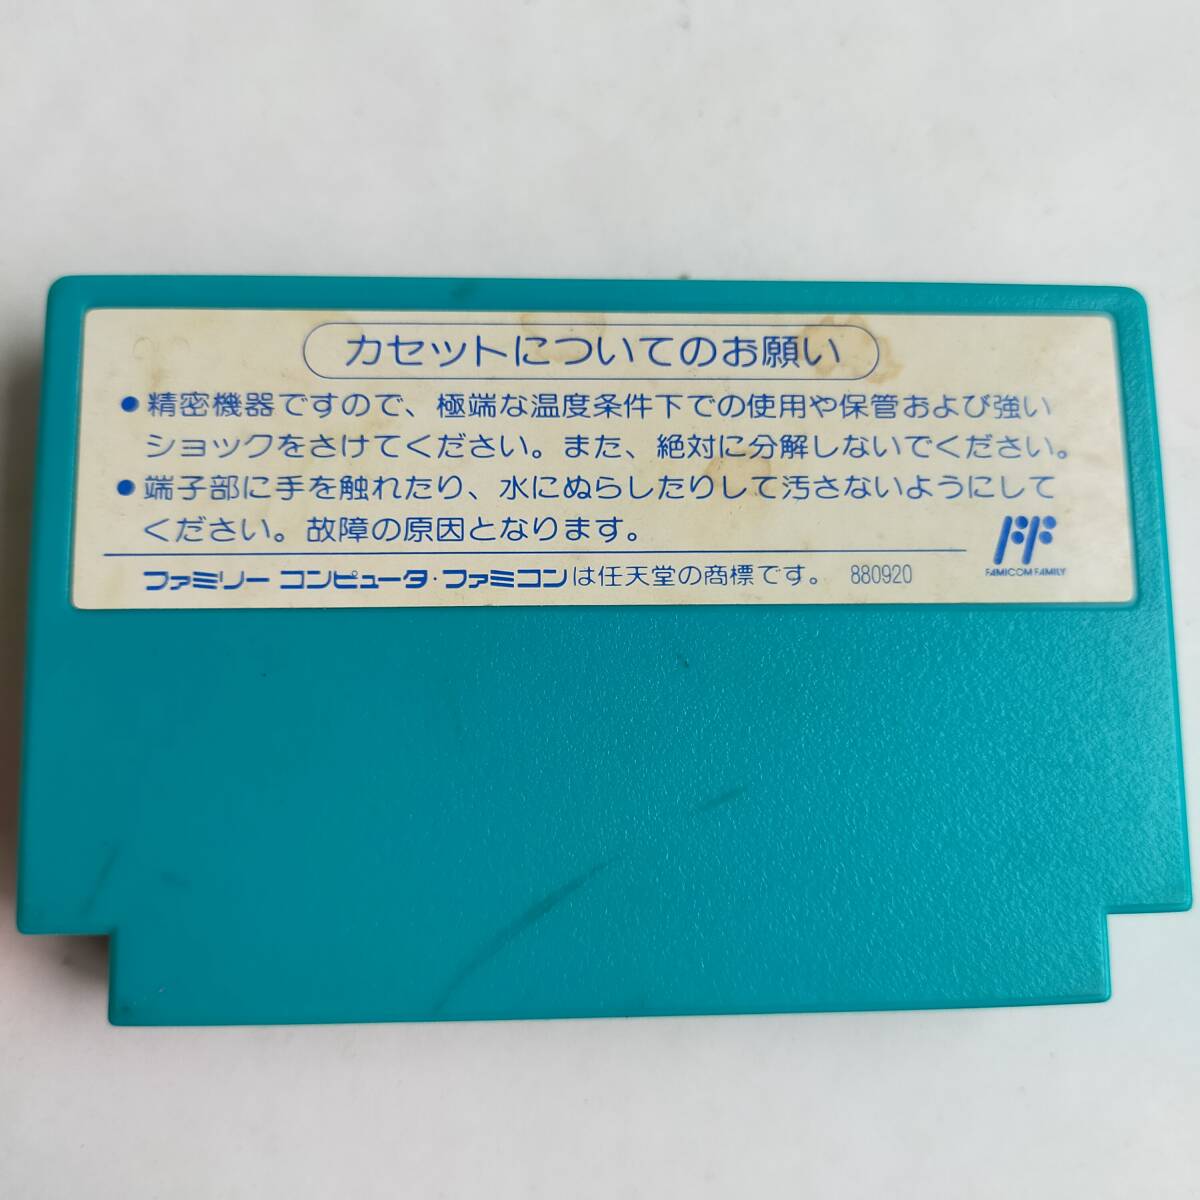 カセットについてのお願い
●精密機器ですので、極端な温度条件下での使用や保管および強い
ショックをさけてください。また、絶対に分解しないでください。
●端子部に手を触れたり、水にぬらしたりして汚さないようにして
ください。故障の原因となります。
FF
FAMICOM FAMILY
ファミリー コンピュータ・ファミコンは任天堂の商標です。 880920